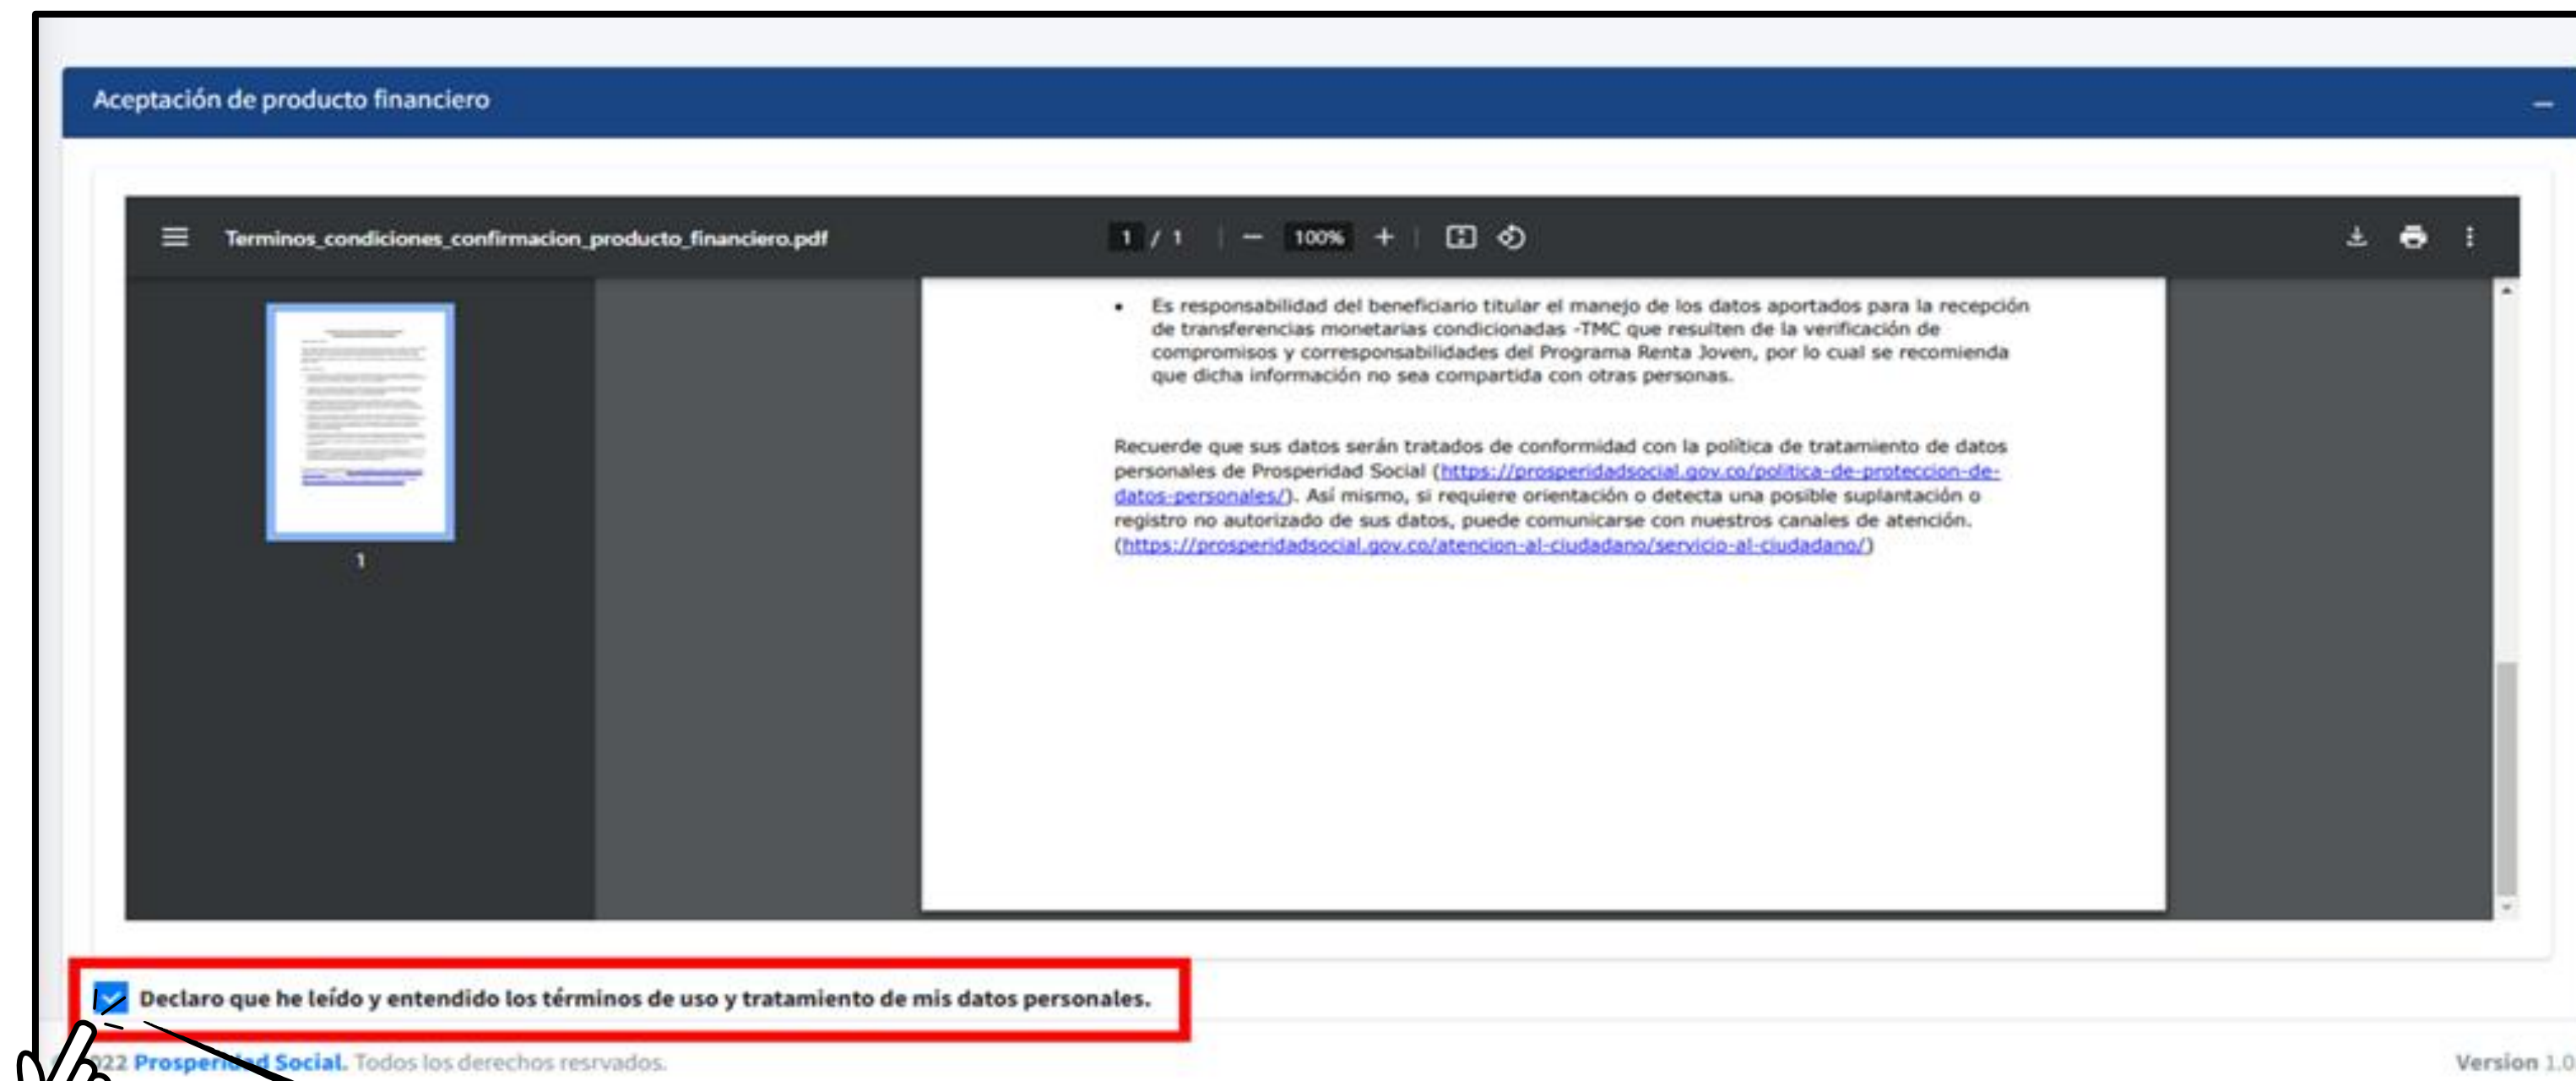 Aceptación de producto financiero
Terminos_condiciones_confirmacion_producto_financiero.pdf 1 / 1 100%
• Es responsabilidad del beneficiario titular el manejo de los datos aportados para la recepción
de transferencias monetarias condicionadas -TMC que resulten de la verificación de
compromisos y corresponsabilidades del Programa Renta Joven, por lo cual se recomienda
que dicha información no sea compartida con otras personas.
Recuerde que sus datos serán tratados de conformidad con la política de tratamiento de datos
personales de Prosperidad Social (https://prosperidadsocial.gov.co/politica-de-proteccion-de-
datos-personales/). Así mismo, si requiere orientación o detecta una posible suplantación o
registro no autorizado de sus datos, puede comunicarse con nuestros canales de atención.
(https://prosperidadsocial.gov.co/atencion-al-ciudadano/servicio-al-ciudadano/)
1
Declaro que he leído y entendido los términos de uso y tratamiento de mis datos personales.
22 Prosperidad Social. Todos los derechos resrvados.
Version 1.0